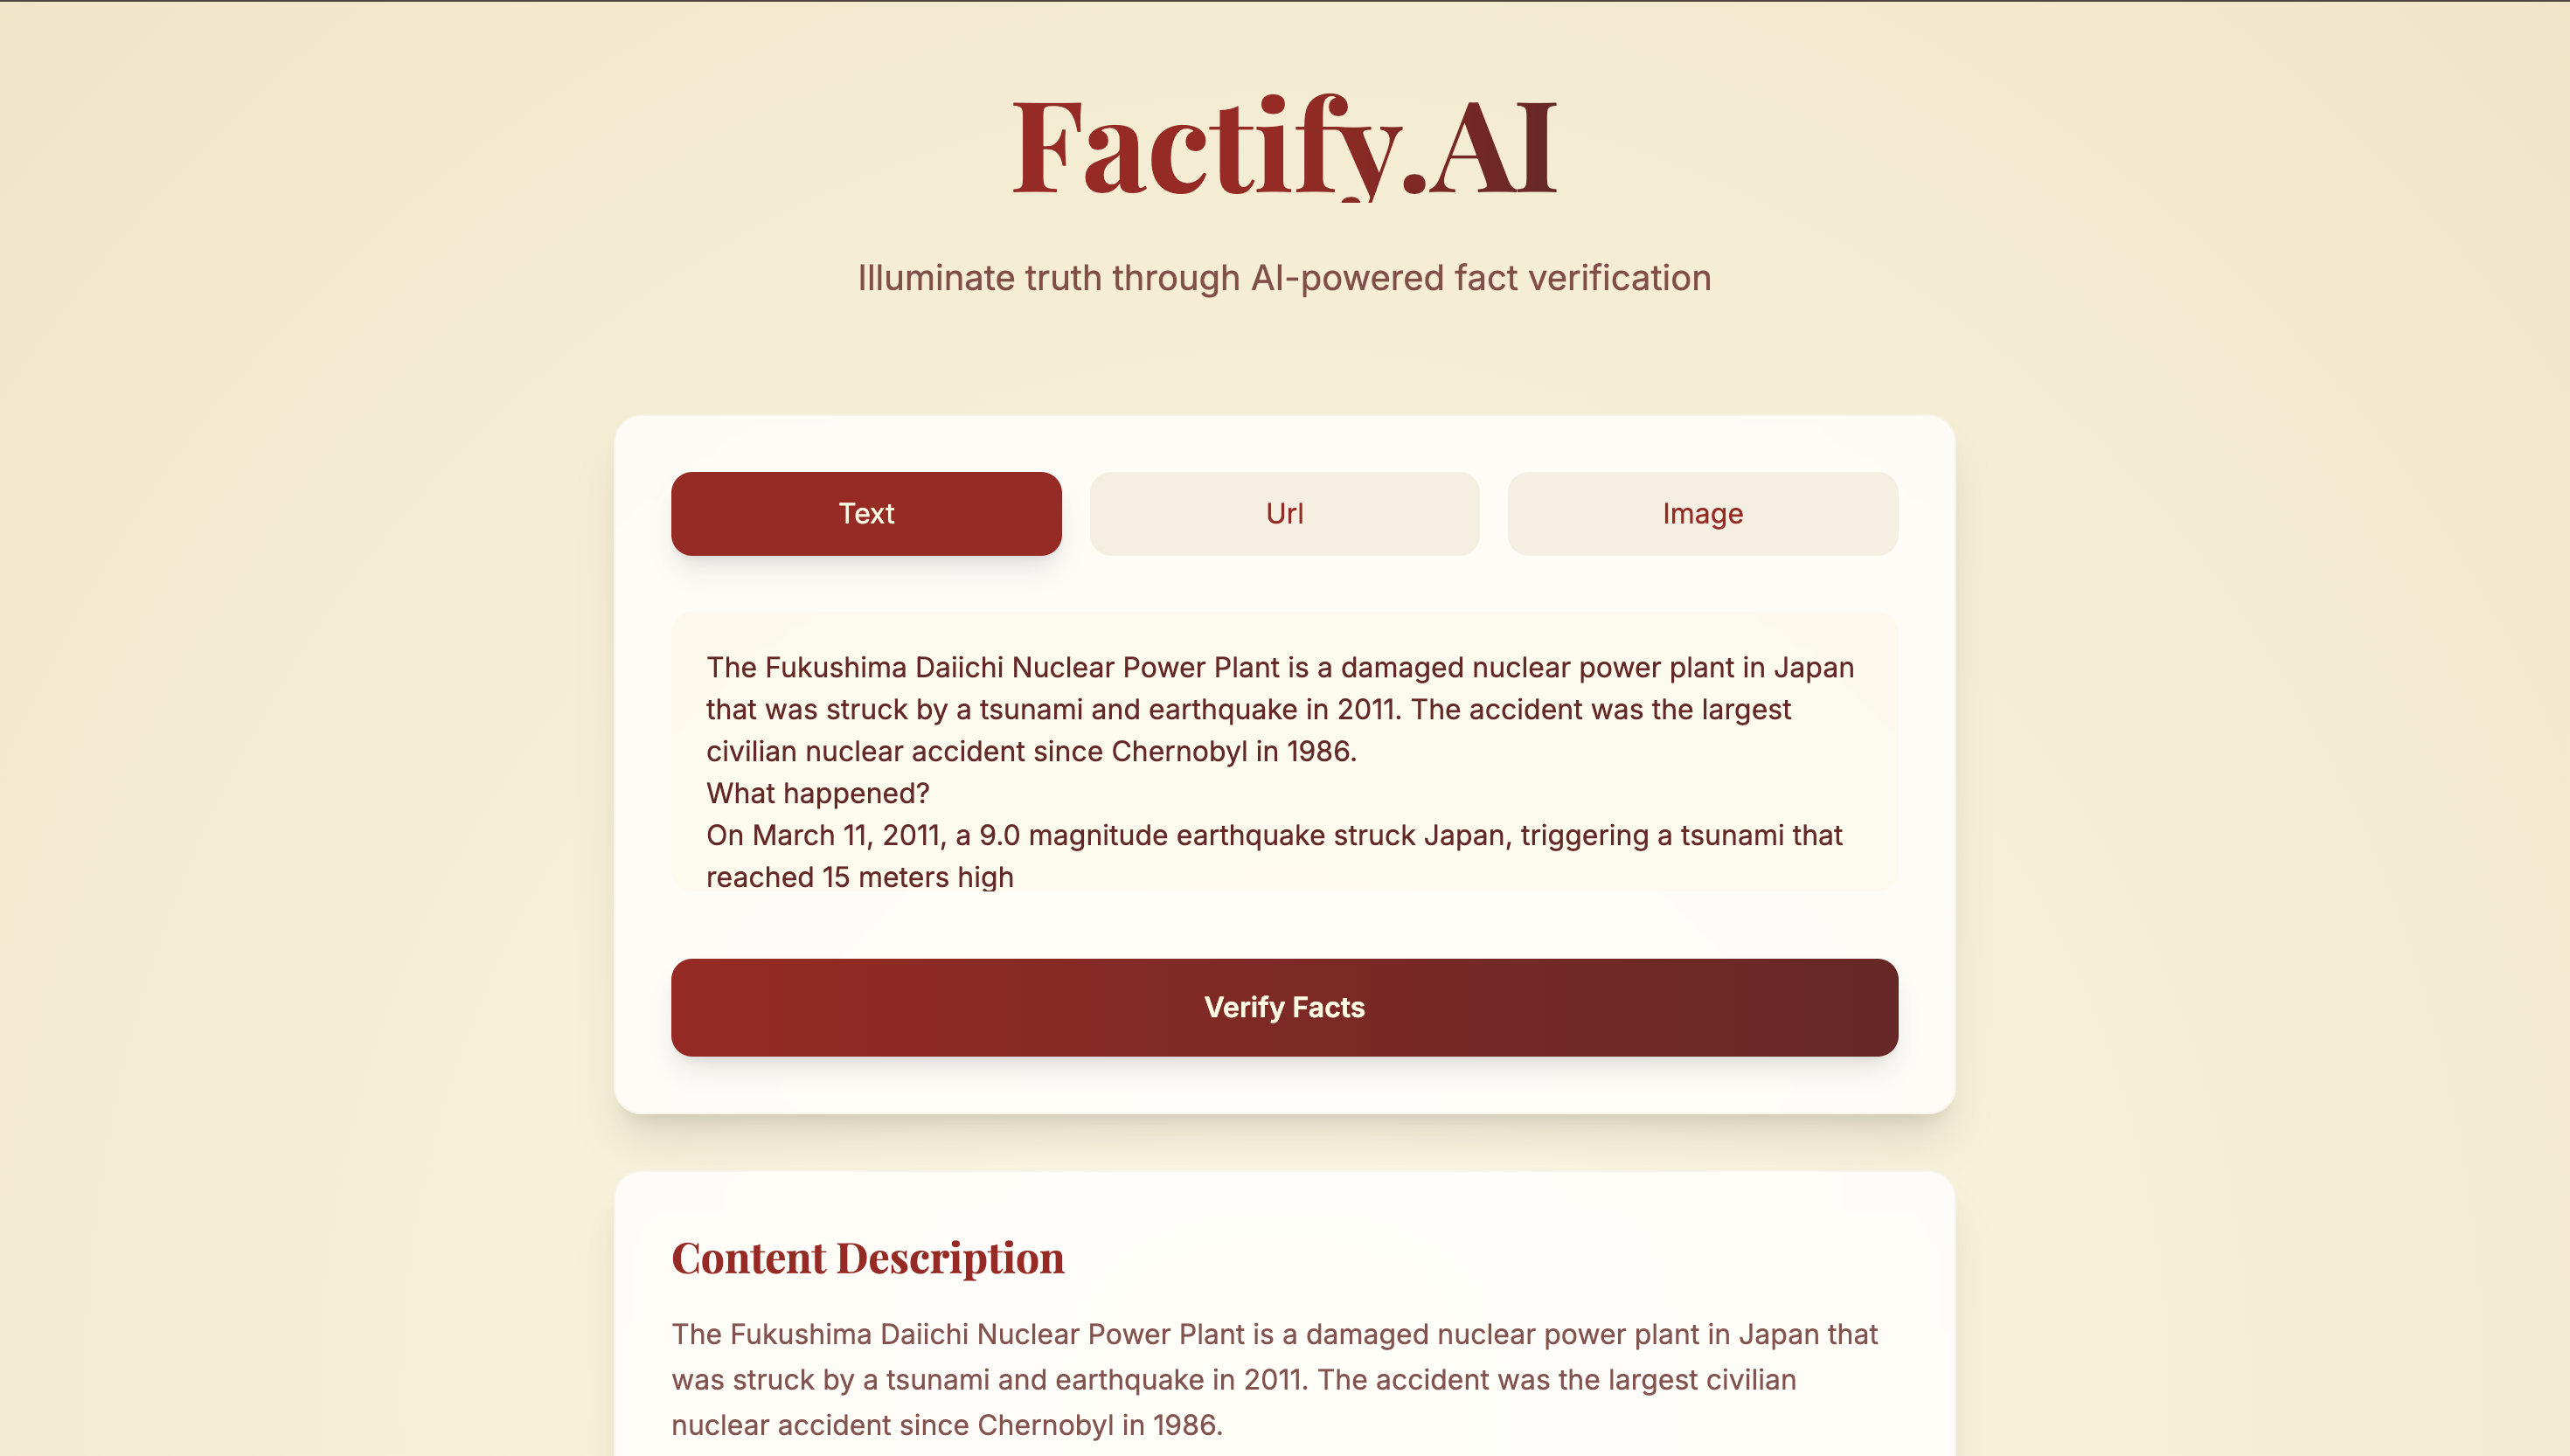 Factify.AI
Illuminate truth through AI-powered fact verification
Text
Url
Image
The Fukushima Daiichi Nuclear Power Plant is a damaged nuclear power plant in Japan
that was struck by a tsunami and earthquake in 2011. The accident was the largest
civilian nuclear accident since Chernobyl in 1986.
What happened?
On March 11, 2011, a 9.0 magnitude earthquake struck Japan, triggering a tsunami that
reached 15 meters high
Verify Facts
Content Description
The Fukushima Daiichi Nuclear Power Plant is a damaged nuclear power plant in Japan that
was struck by a tsunami and earthquake in 2011. The accident was the largest civilian
nuclear accident since Chernobyl in 1986.